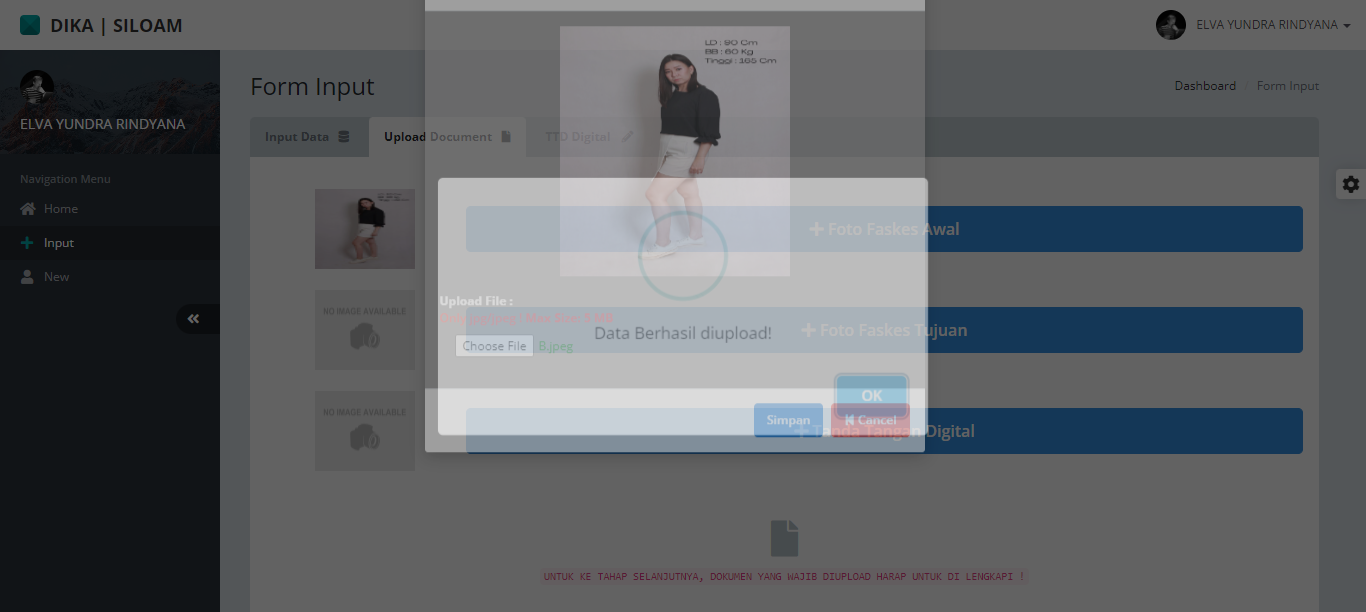 DIKA | SILOAM
ELVA YUNDRA RINDYANA
ELVA YUNDRA RINDYANA
Navigation Menu
Home
Input
New
Form Input
Dashboard / Form Input
Input Data
Upload Document
TTD Digital
LD : 90 Cm
BB : 60 Kg
Tinggi : 165 Cm
Foto Faskes Awal
NO IMAGE AVAILABLE
Foto Faskes Tujuan
NO IMAGE AVAILABLE
Tanda Tangan Digital
Upload File :
Choose File B.jpeg
Data Berhasil diupload!
OK
Simpan
Cancel
UNTUK KE TAHAP SELANJUTNYA, DOKUMEN YANG WAJIB DIUPLOAD HARAP UNTUK DI LENGKAPI !